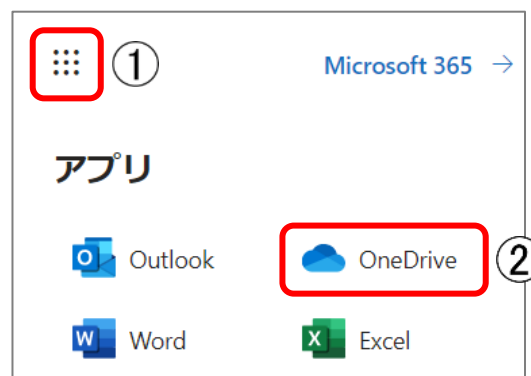 ① Microsoft 365 →
アプリ
Outlook OneDrive ②
Word Excel